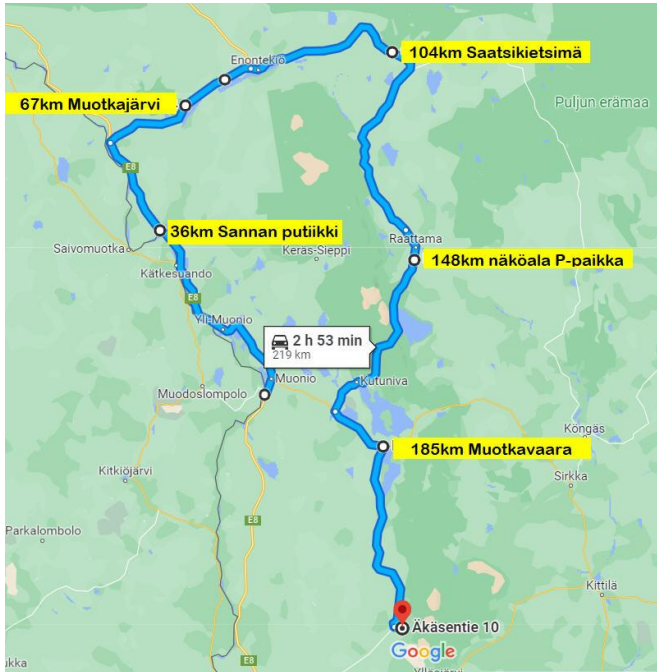 104km Saatsikietsimä
Enontekiö
67km Muotkajärvi
Puljun erämaa
E8
36km Sannan putiikki
Raattama
Saivomuotka
Keräs-Sieppi
148km näköala P-paikka
Kätkesuando
E8
Yli-Muonio
2 h 53 min
219 km
Muonio
Kutuniva
Muodoslompolo
Köngäs
185km Muotkavaara
Kitkiöjärvi
Sirkka
E8
Parkalombolo
Kittilä
Äkäsentie 10
Google
ukka